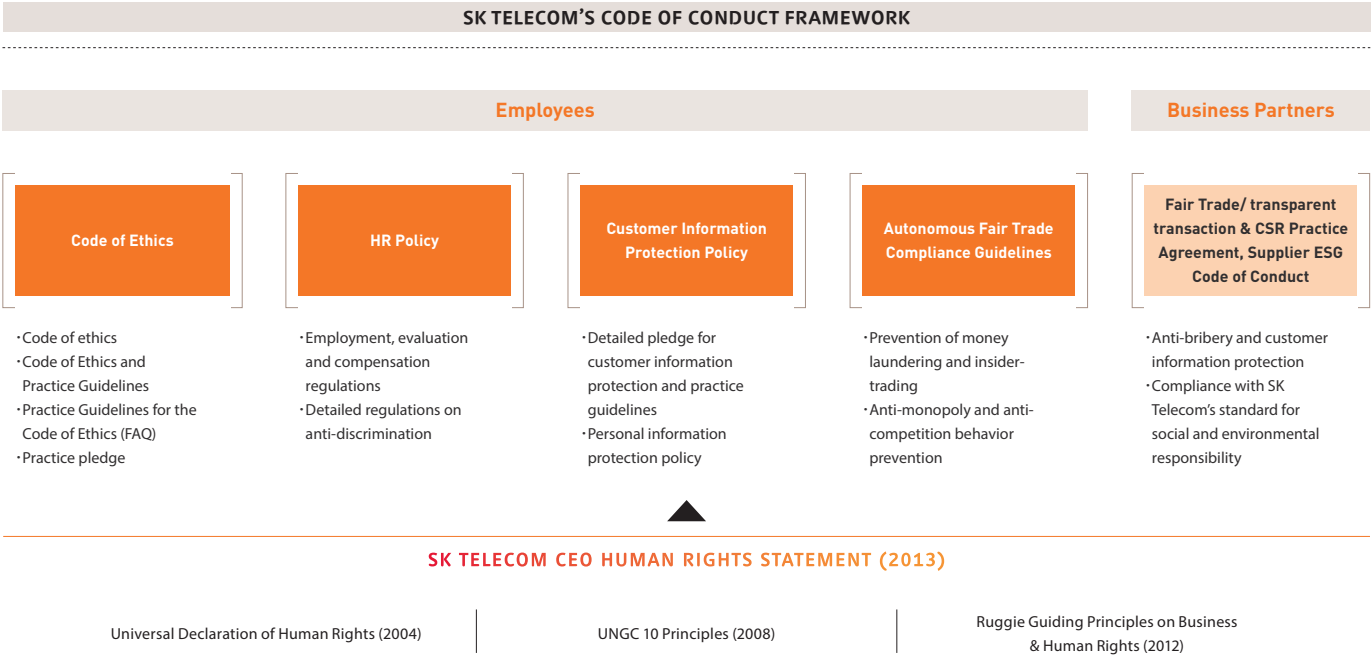 SK TELECOM’S CODE OF CONDUCT FRAMEWORK
Employees
Business Partners
Code of Ethics
HR Policy
Customer Information
Protection Policy
Autonomous Fair Trade
Compliance Guidelines
Fair Trade/ transparent
transaction & CSR Practice
Agreement, Supplier ESG
Code of Conduct
·Code of ethics
·Code of Ethics and
Practice Guidelines
·Practice Guidelines for the
Code of Ethics (FAQ)
·Practice pledge
·Employment, evaluation
and compensation
regulations
·Detailed regulations on
anti-discrimination
·Detailed pledge for
customer information
protection and practice
guidelines
·Personal information
protection policy
·Prevention of money
laundering and insider-
trading
·Anti-monopoly and anti-
competition behavior
prevention
·Anti-bribery and customer
information protection
·Compliance with SK
Telecom’s standard for
social and environmental
responsibility
SK TELECOM CEO HUMAN RIGHTS STATEMENT (2013)
Universal Declaration of Human Rights (2004)
UNGC 10 Principles (2008)
Ruggie Guiding Principles on Business
& Human Rights (2012)